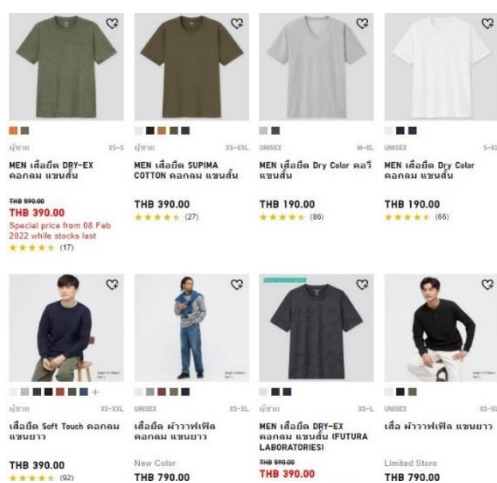 ผู้ชาย XS-S
MEN เสื้อยืด DRY-EX
คอกลม แขนสั้น
THB 590.00
THB 390.00
Special price from 08 Feb
2022 while stocks last
(17)
ผู้ชาย XS-XXL
MEN เสื้อยืด SUPIMA
COTTON คอกลม แขนสั้น
THB 390.00
(27)
UNISEX M-XL
MEN เสื้อยืด Dry Color คอวี
แขนสั้น
THB 190.00
(86)
UNISEX
MEN เสื้อยืด Dry Color
คอกลม แขนสั้น
THB 190.00
(66)
ผู้ชาย XS-XXL
เสื้อยืด Soft Touch คอกลม
แขนยาว
THB 390.00
(92)
UNISEX
เสื้อยืด ผ้าวาฟเฟิล
คอกลม แขนยาว
New Color
THB 790.00
ผู้ชาย XS-L
MEN เสื้อยืด DRY-EX
คอกลม แขนสั้น (FUTURA
LABORATORIES)
THB 590.00
THB 390.00
UNISEX
เสื้อ ผ้าวาฟเฟิล แขนยาว
Limited Store
THB 790.00